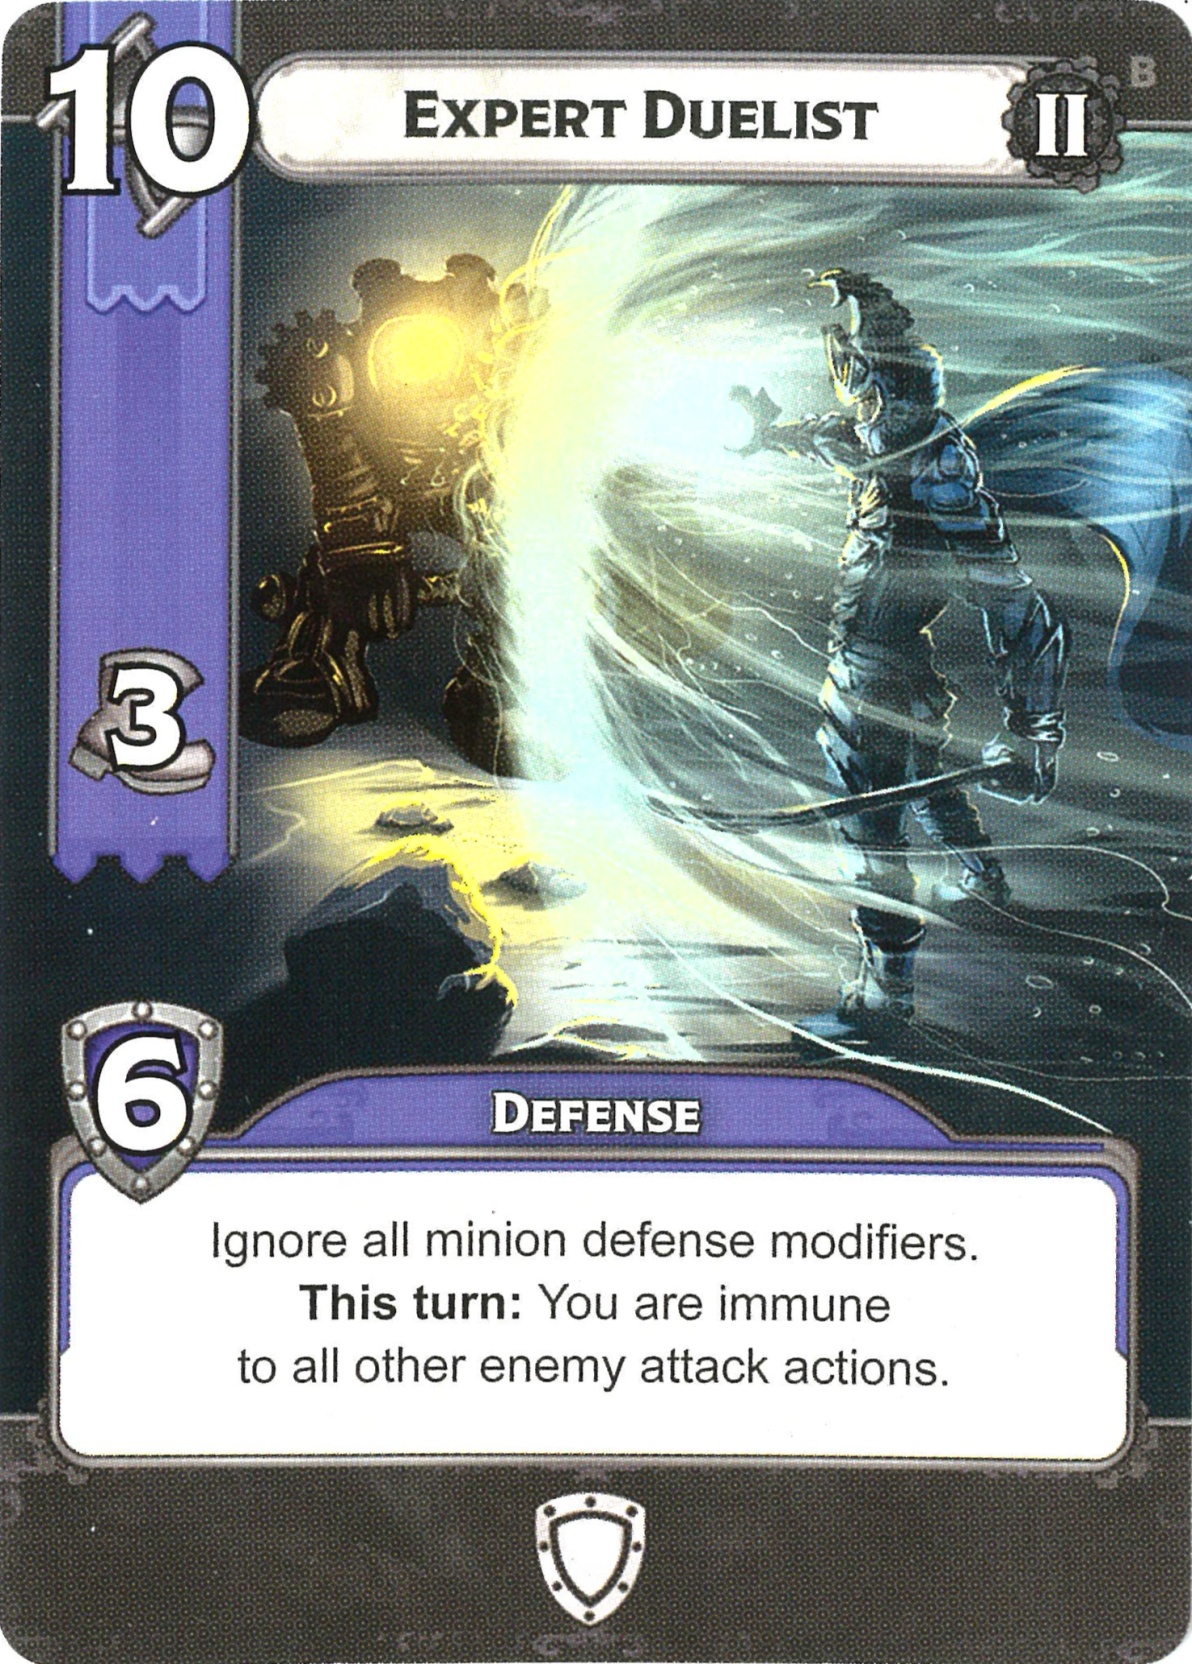 10
EXPERT DUELIST
II
B
3
6
DEFENSE
Ignore all minion defense modifiers.
This turn: You are immune
to all other enemy attack actions.